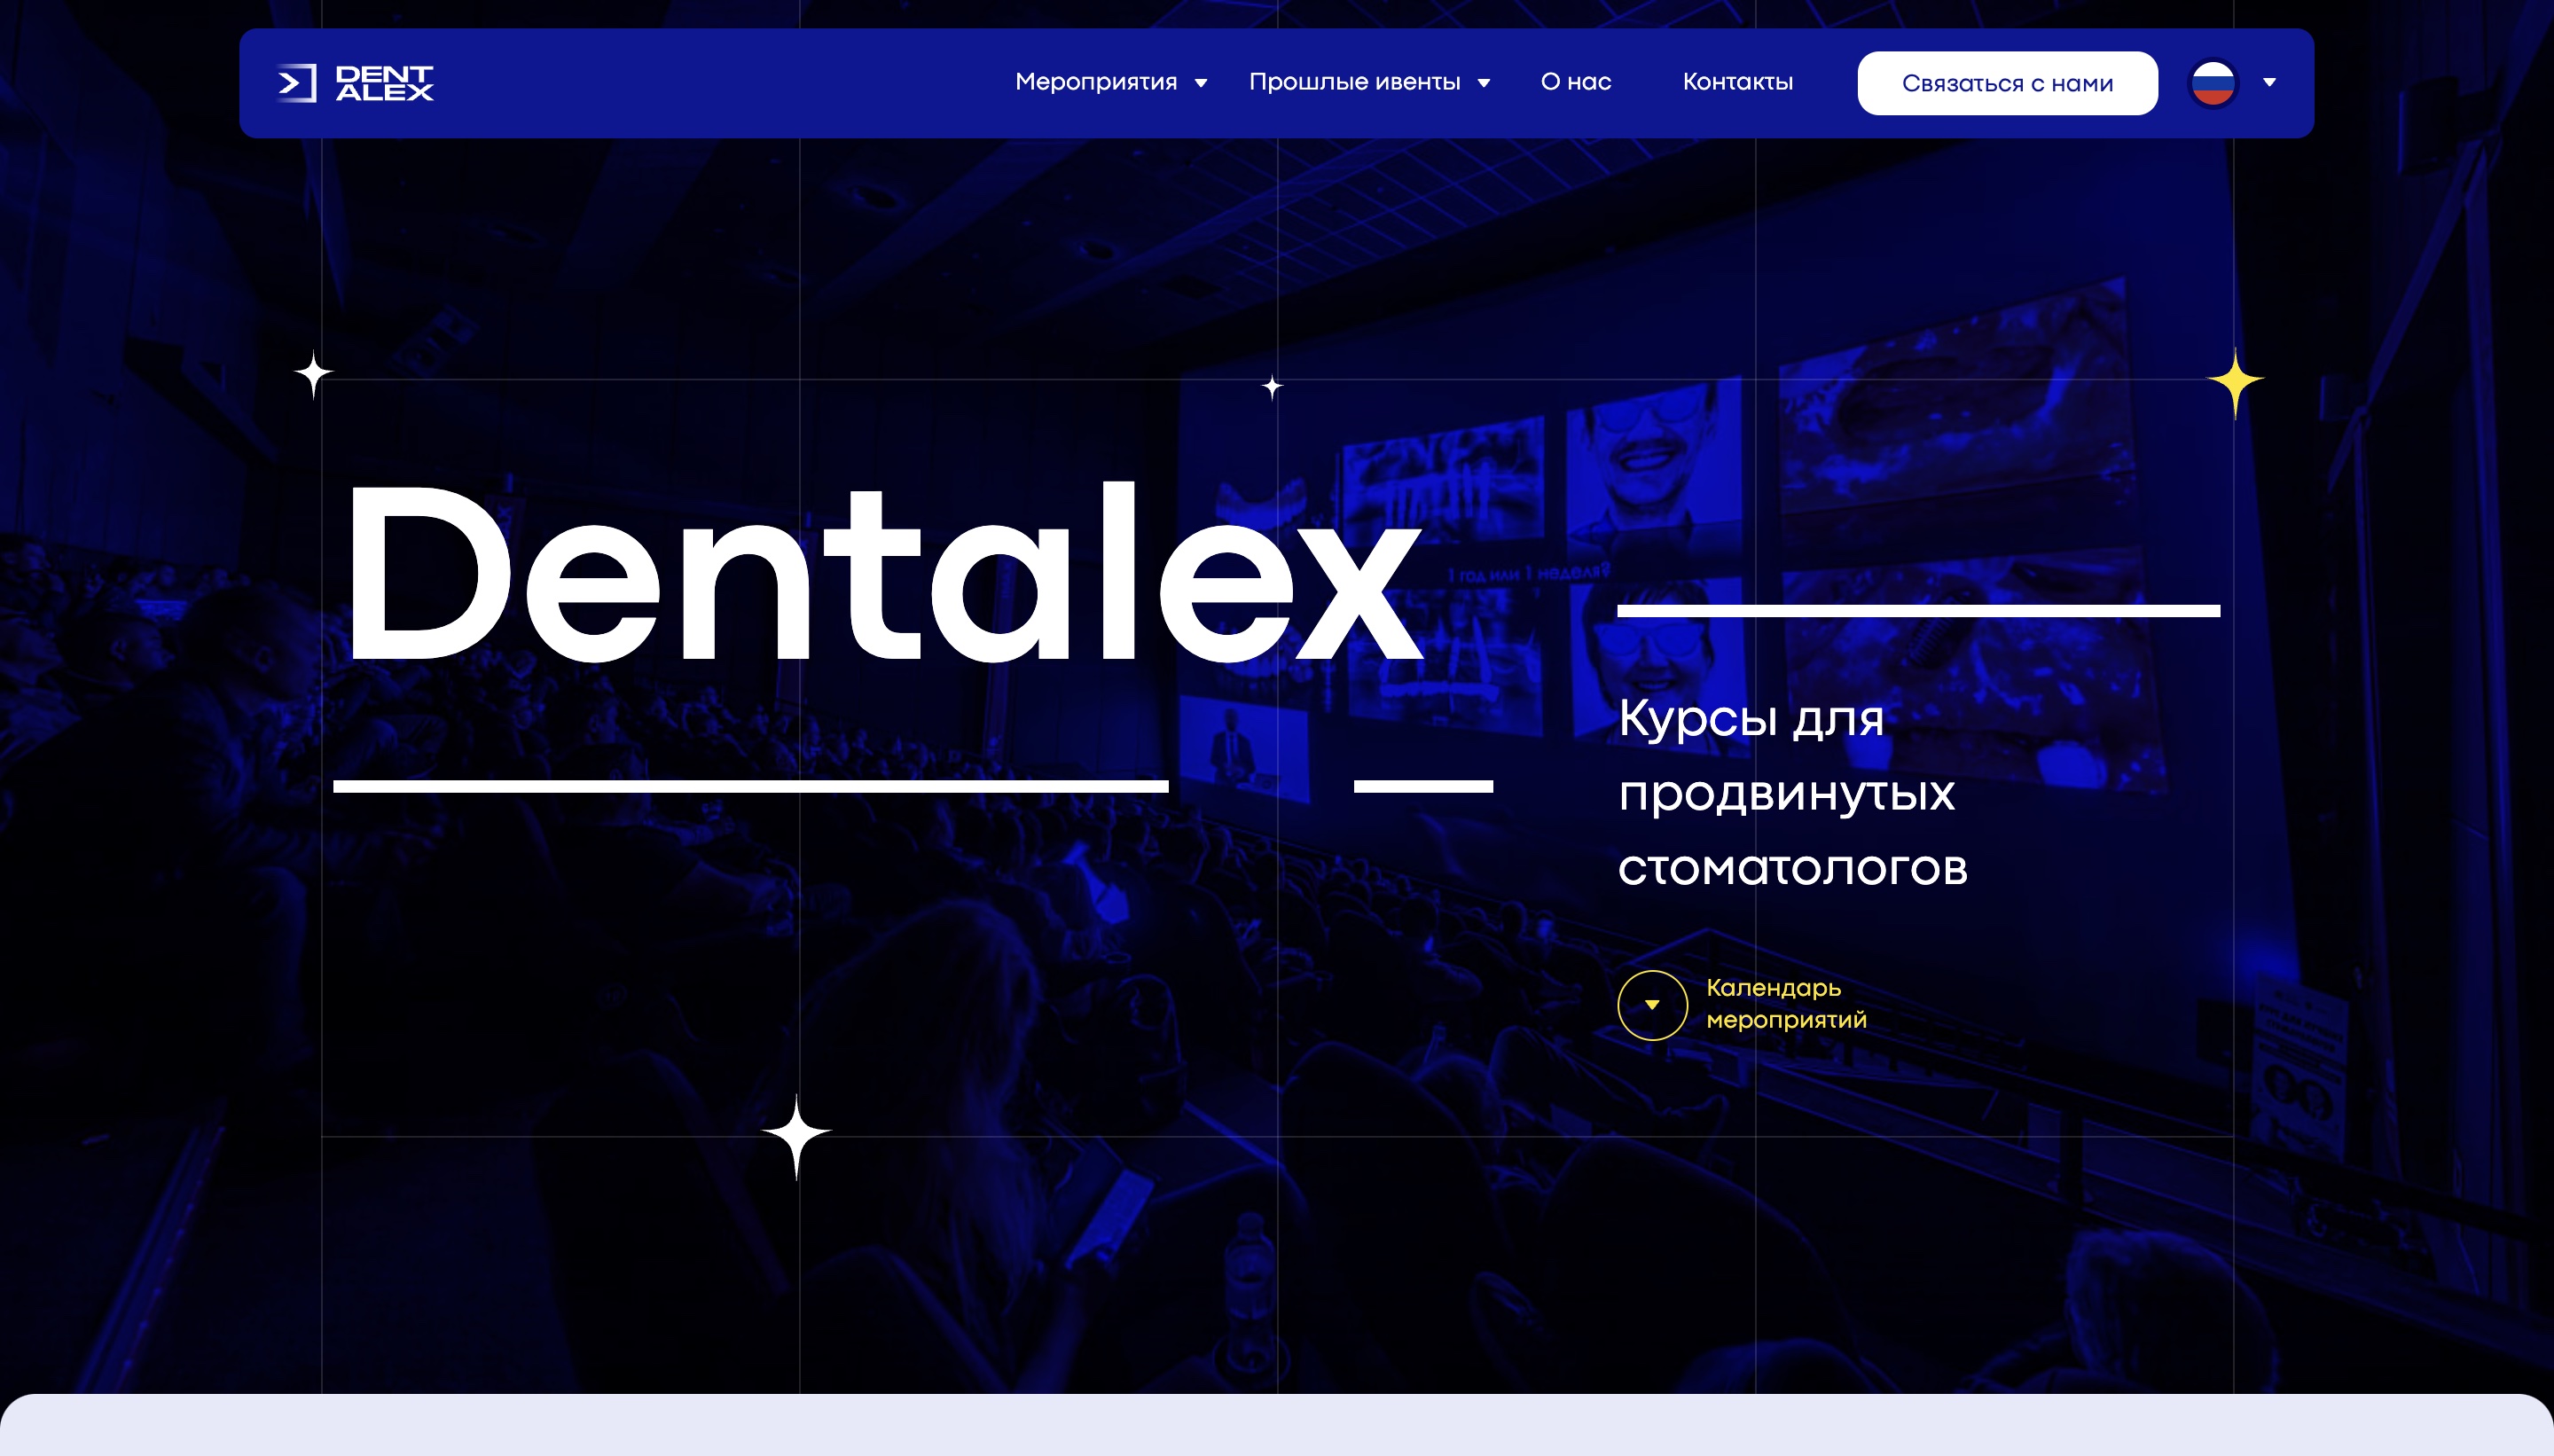 DENT
ALEX
Мероприятия
Прошлые ивенты
О нас
Контакты
Связаться с нами
Dentalex
1 год или 1 неделя?
Курсы для
продвинутых
стоматологов
Календарь
мероприятий